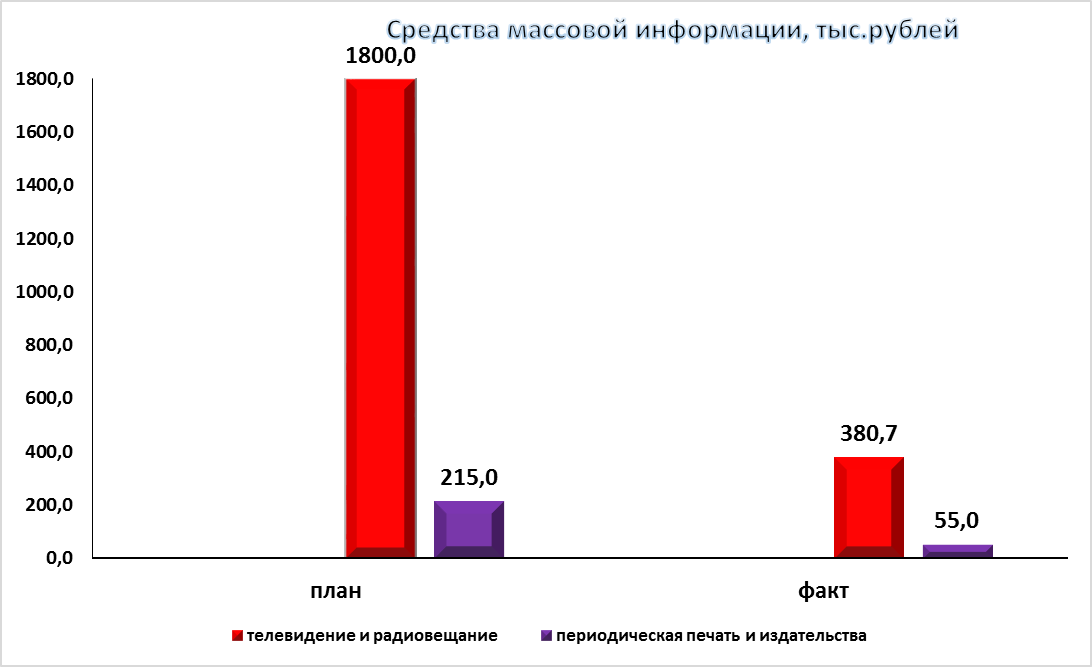 Средства массовой информации, тыс.рублей
1800,0
1800,0
1600,0
1400,0
1200,0
1000,0
800,0
600,0
400,0
200,0
0,0
215,0
380,7
55,0
план
факт
телевидение и радиовещание
периодическая печать и издательства